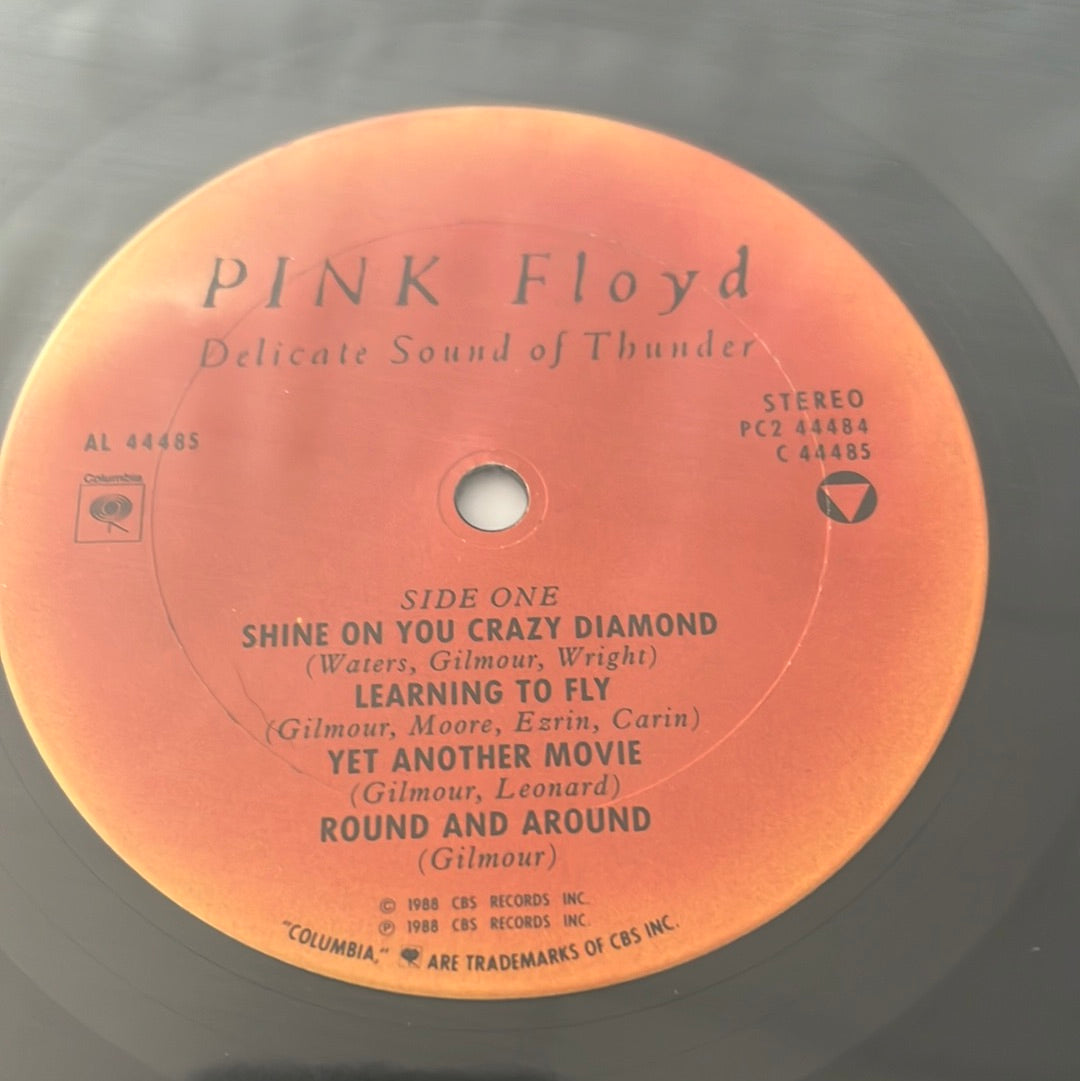 PINK Floyd
Delicate Sound of Thunder
STEREO
PC2 44484
AL 44485
C 44485
Columbia
SIDE ONE
SHINE ON YOU CRAZY DIAMOND
(Waters, Gilmour, Wright)
LEARNING TO FLY
(Gilmour, Moore, Ezrin, Carin)
YET ANOTHER MOVIE
(Gilmour, Leonard)
ROUND AND AROUND
(Gilmour)
© 1988 CBS RECORDS INC.
℗ 1988 CBS RECORDS INC.
"COLUMBIA," ARE TRADEMARKS OF CBS INC.